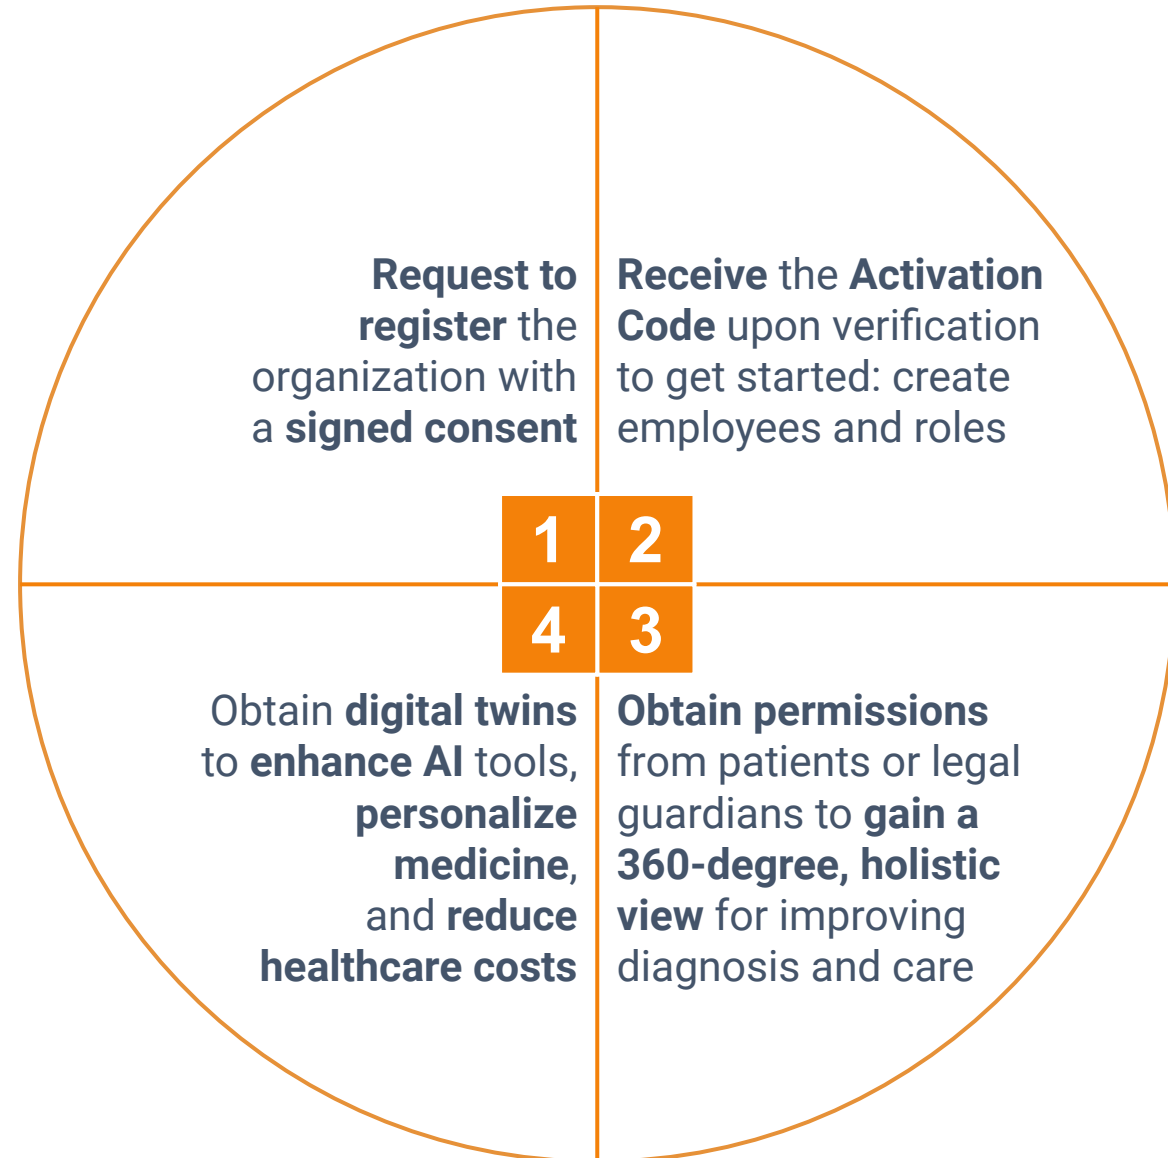 Request to
register the
organization with
a signed consent
Receive the Activation
Code upon verification
to get started: create
employees and roles
1 2
4 3
Obtain digital twins
to enhance AI tools,
personalize
medicine,
and reduce
healthcare costs
Obtain permissions
from patients or legal
guardians to gain a
360-degree, holistic
view for improving
diagnosis and care